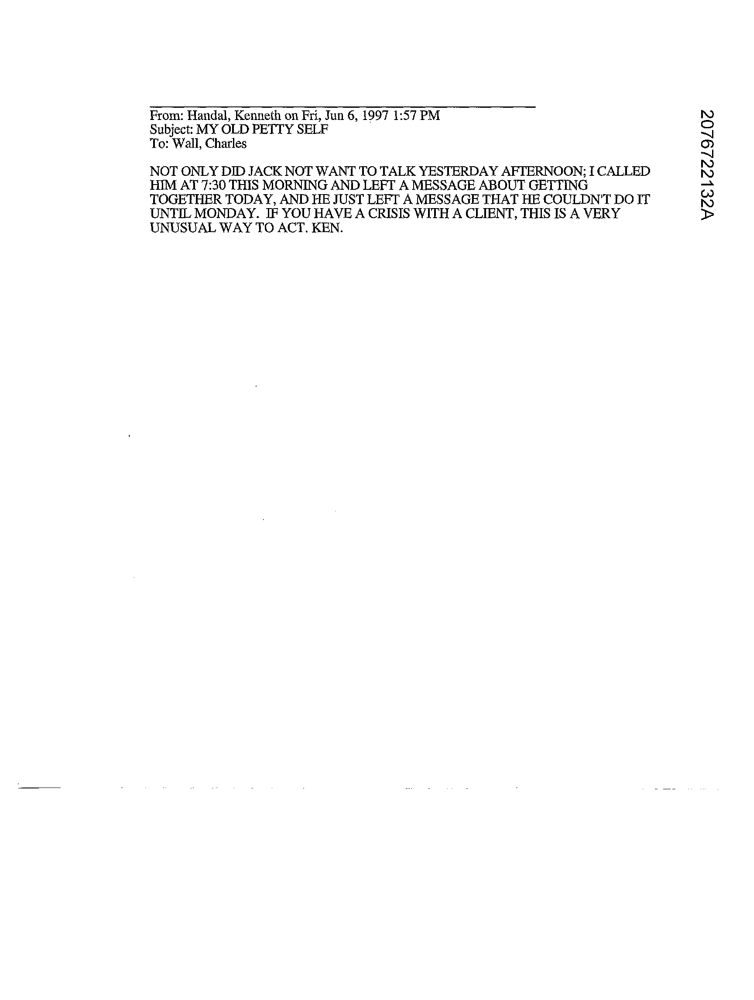 From: Handal, Kenneth on Fri, Jun 6, 1997 1:57 PM
Subject: MY OLD PETTY SELF
To: Wall, Charles
NOT ONLY DID JACK NOT WANT TO TALK YESTERDAY AFTERNOON; I CALLED
HIM AT 7:30 THIS MORNING AND LEFT A MESSAGE ABOUT GETTING
TOGETHER TODAY, AND HE JUST LEFT A MESSAGE THAT HE COULDN'T DO IT
UNTIL MONDAY. IF YOU HAVE A CRISIS WITH A CLIENT, THIS IS A VERY
UNUSUAL WAY TO ACT. KEN.
2076722132A